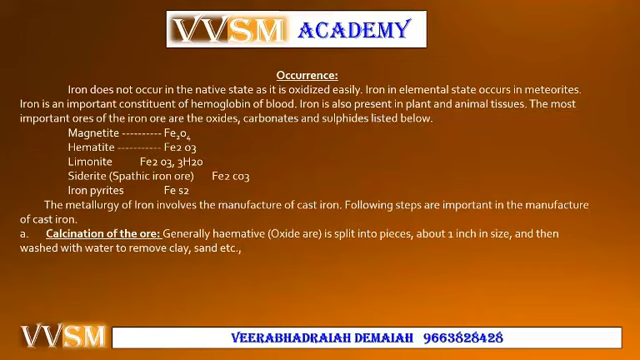 VVSM ACADEMY
Occurrence:
Iron does not occur in the native state as it is oxidized easily. Iron in elemental state occurs in meteorites.
Iron is an important constituent of hemoglobin of blood. Iron is also present in plant and animal tissues. The most
important ores of the iron ore are the oxides, carbonates and sulphides listed below.
Magnetite ---------- Fe₂o₄
Hematite ----------- Fe2 o3
Limonite Fe2 o3, 3H2o
Siderite (Spathic iron ore) Fe2 co3
Iron pyrites Fe s2
The metallurgy of Iron involves the manufacture of cast iron. Following steps are important in the manufacture
of cast iron.
a. Calcination of the ore: Generally haemative (Oxide are) is split into pieces, about 1 inch in size, and then
washed with water to remove clay, sand etc.,
VVSM VEERABHADRAIAH DEMAIAH 9663828428